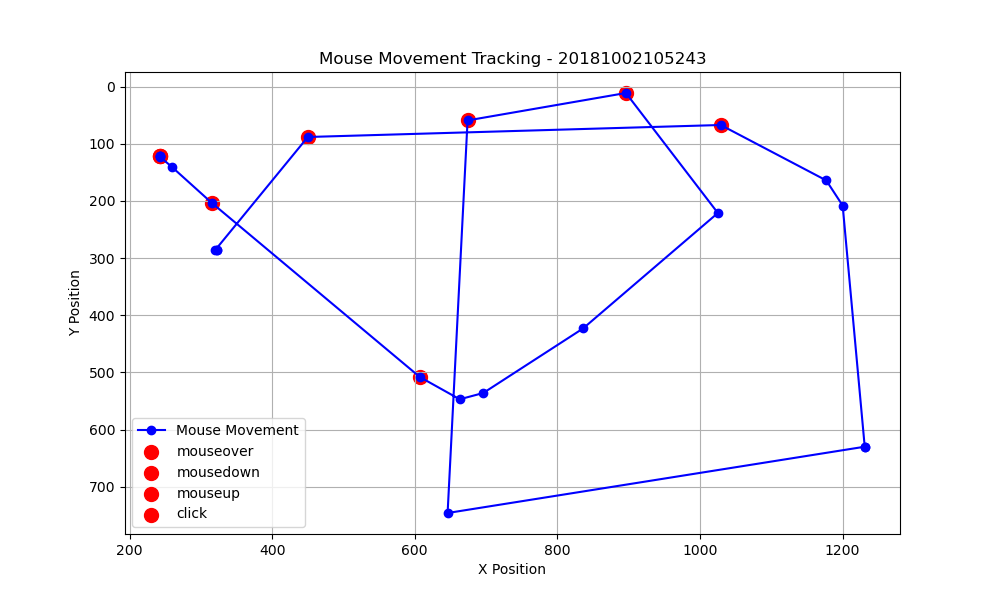 Mouse Movement Tracking - 20181002105243
0
100
200
300
400
500
600
700
Y Position
Mouse Movement
mouseover
mousedown
mouseup
click
200 400 600 800 1000 1200
X Position